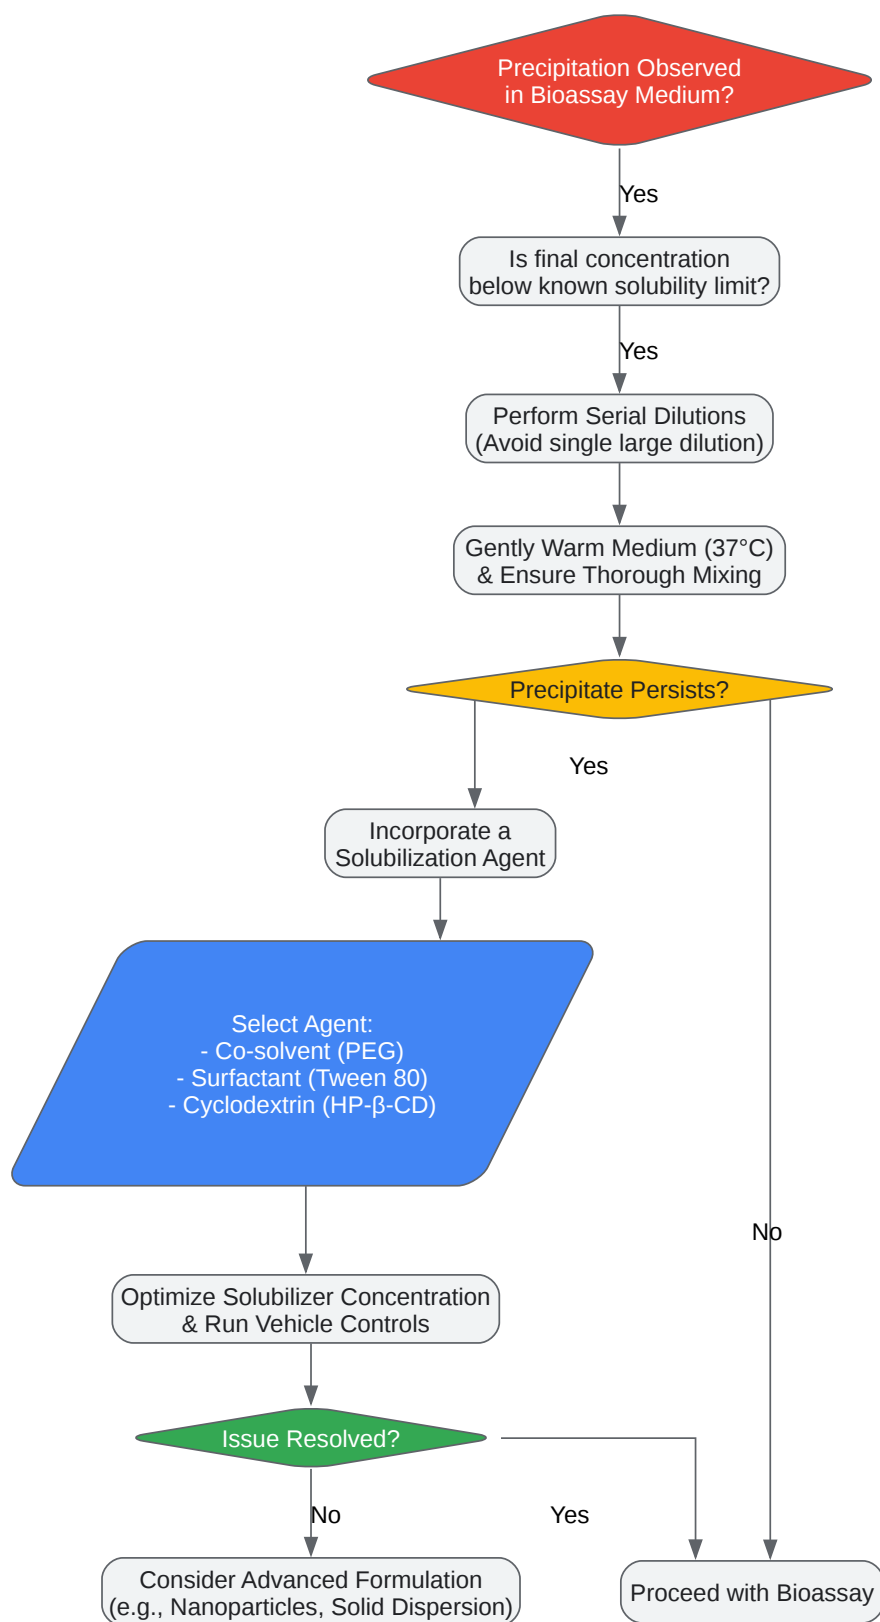 Precipitation Observed
in Bioassay Medium?
Yes
Is final concentration
below known solubility limit?
Yes
Perform Serial Dilutions
(Avoid single large dilution)
Gently Warm Medium (37°C)
& Ensure Thorough Mixing
Precipitate Persists?
Yes
Incorporate a
Solubilization Agent
Select Agent:
- Co-solvent (PEG)
- Surfactant (Tween 80)
- Cyclodextrin (HP-β-CD)
No
Optimize Solubilizer Concentration
& Run Vehicle Controls
Issue Resolved?
No
Yes
Consider Advanced Formulation
(e.g., Nanoparticles, Solid Dispersion)
Proceed with Bioassay